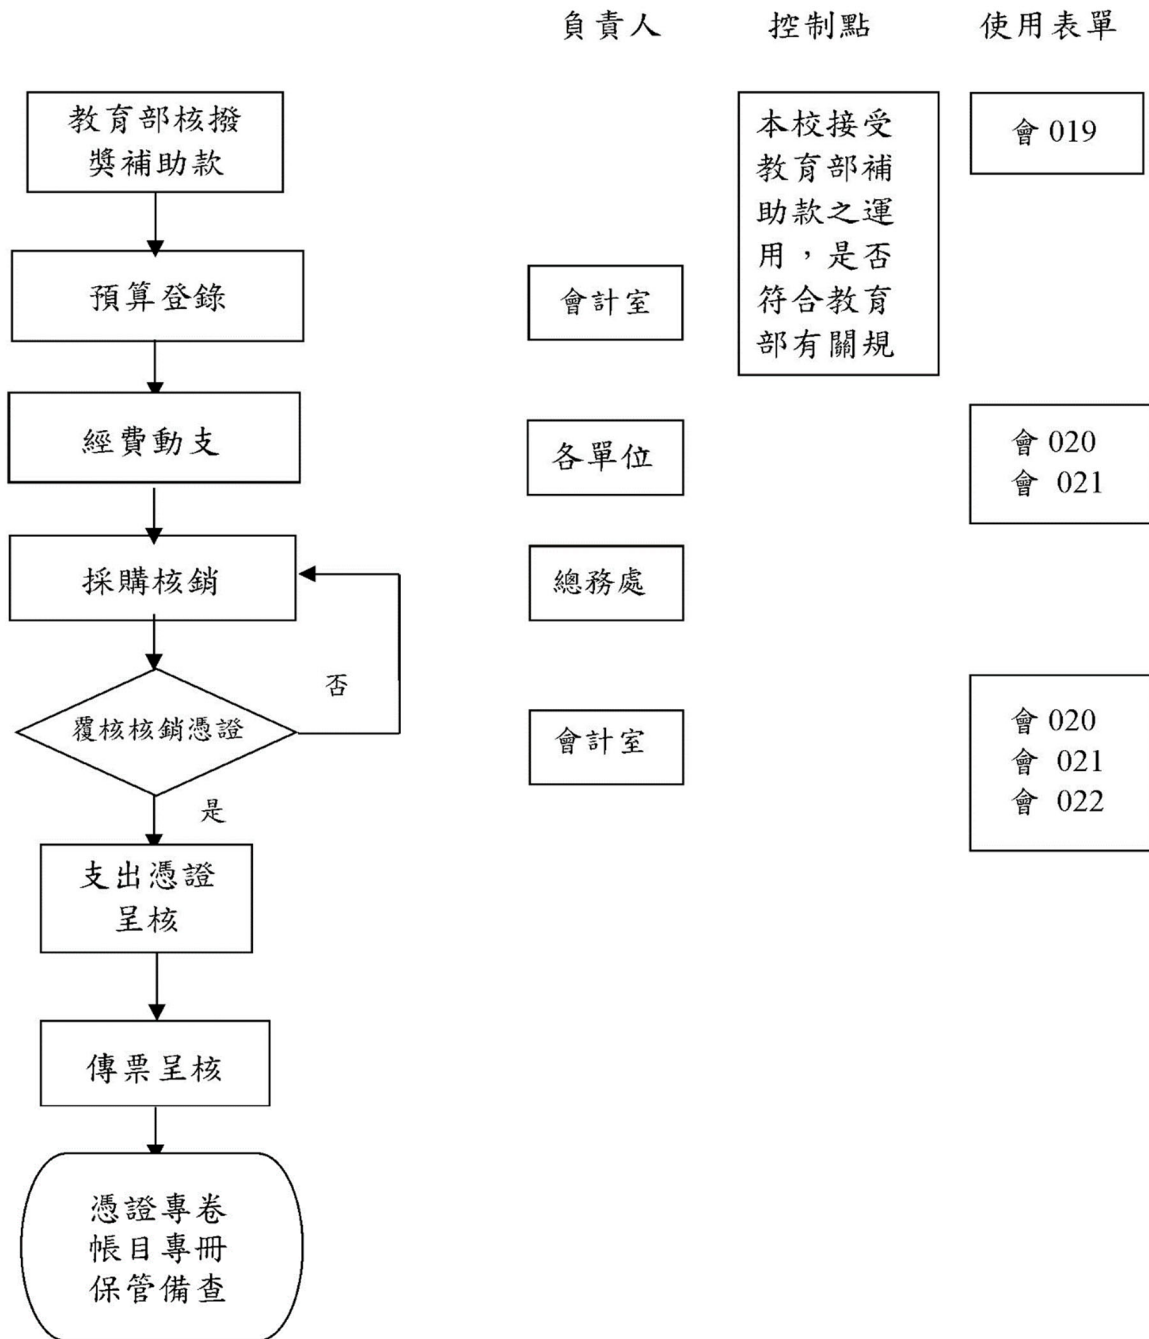 負責人 控制點 使用表單
教育部核撥
獎補助款
本校接受
教育部補
助款之運
用，是否
符合教育
部有關規
會 019
預算登錄
會計室
經費動支
各單位
會 020
會 021
採購核銷
總務處
否
覆核核銷憑證
會計室
會 020
會 021
會 022
是
支出憑證
呈核
傳票呈核
憑證專卷
帳目專冊
保管備查